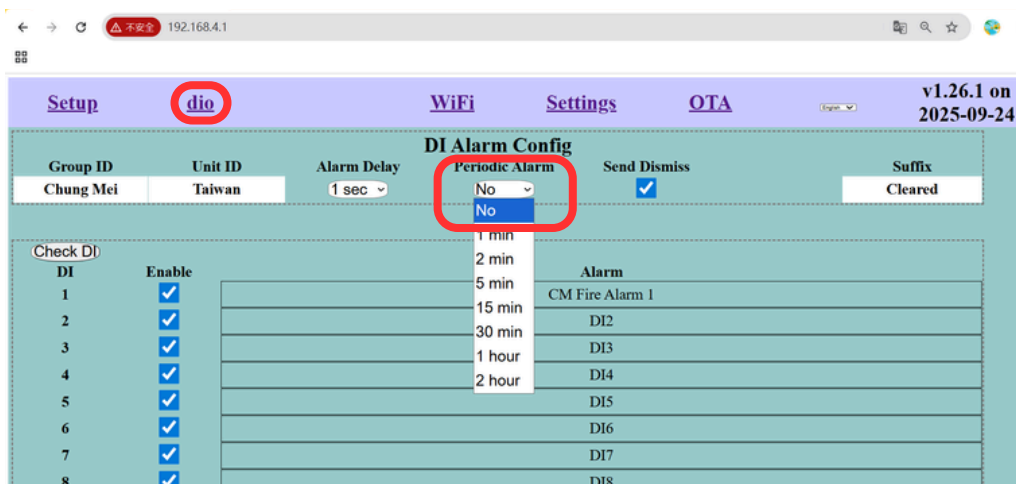 不安全 192.168.4.1
Setup dio WiFi Settings OTA English v1.26.1 on
2025-09-24
DI Alarm Config
Group ID Unit ID Alarm Delay Periodic Alarm Send Dismiss Suffix
Chung Mei Taiwan 1 sec No Cleared
No
1 min
2 min
5 min
15 min
30 min
1 hour
2 hour
Check DI
DI Enable Alarm
1 CM Fire Alarm 1
2 DI2
3 DI3
4 DI4
5 DI5
6 DI6
7 DI7
8 DI8